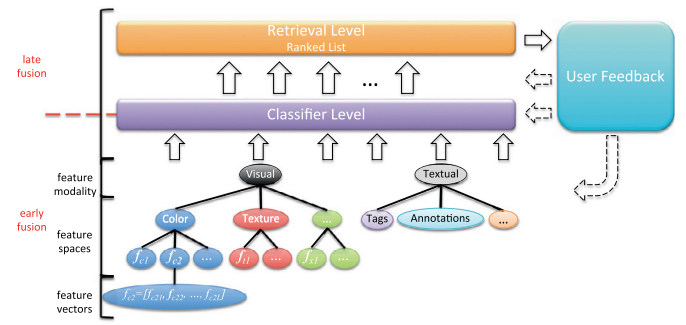 Retrieval Level
Ranked List
late
fusion
...
User Feedback
Classifier Level
feature
modality
Visual
Textual
early
fusion
feature
spaces
Color
Texture
...
Tags
Annotations
...
fc1
fc2
...
ft1
...
fx1
...
feature
vectors
fc2=[fc21, fc22, ..., fc2l]